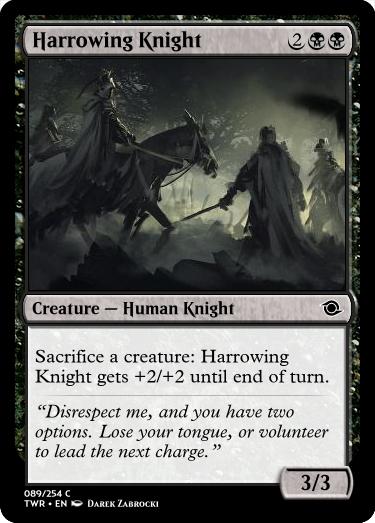 Harrowing Knight 2
Creature — Human Knight
Sacrifice a creature: Harrowing
Knight gets +2/+2 until end of turn.
“Disrespect me, and you have two
options. Lose your tongue, or volunteer
to lead the next charge.”
3/3
089/254 C
TWR • EN Darek Zabrocki